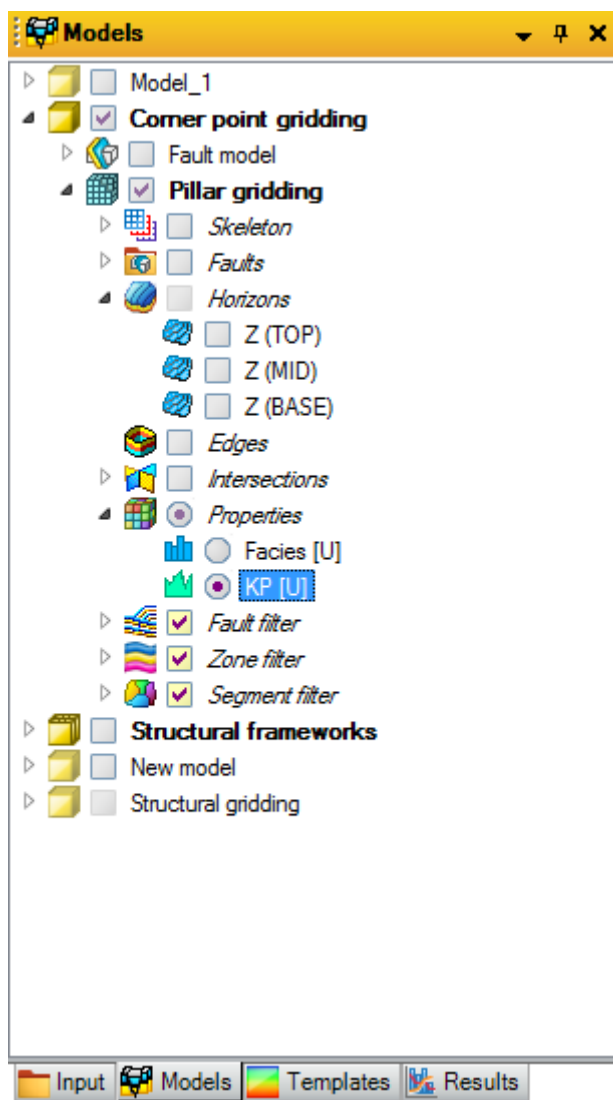 Models
Model_1
Corner point gridding
Fault model
Pillar gridding
Skeleton
Faults
Horizons
Z (TOP)
Z (MID)
Z (BASE)
Edges
Intersections
Properties
Facies [U]
KP [U]
Fault filter
Zone filter
Segment filter
Structural frameworks
New model
Structural gridding
Input Models Templates Results